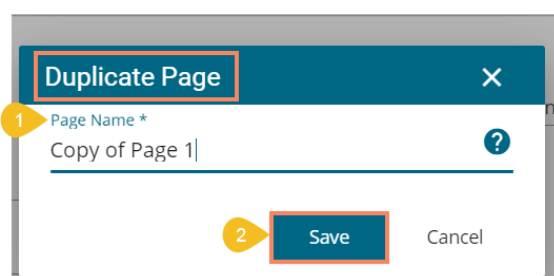 Duplicate Page
1
Page Name *
Copy of Page 1
?
2
Save
Cancel